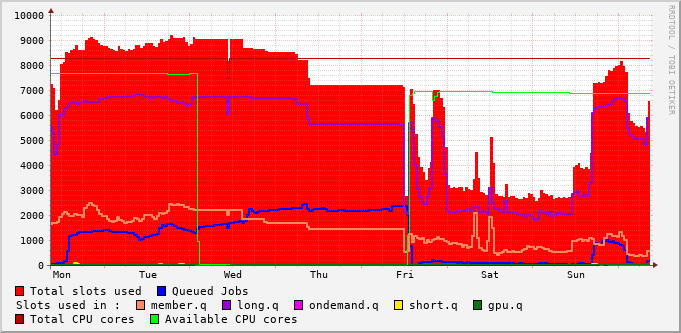 10000
9000
8000
7000
6000
5000
4000
3000
2000
1000
0
Mon Tue Wed Thu Fri Sat Sun
RRDTOOL / TOBI OETIKER
Total slots used Queued Jobs
Slots used in : member.q long.q ondemand.q short.q gpu.q
Total CPU cores Available CPU cores